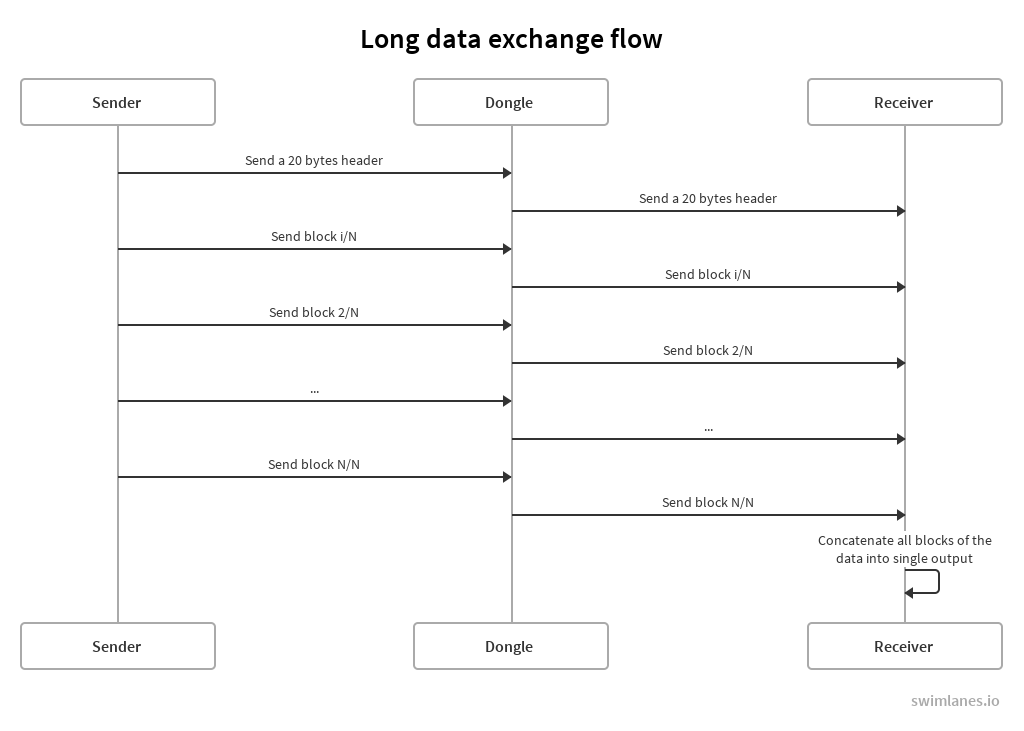 Long data exchange flow
Sender
Dongle
Receiver
Send a 20 bytes header
Send a 20 bytes header
Send block i/N
Send block i/N
Send block 2/N
Send block 2/N
...
...
Send block N/N
Send block N/N
Concatenate all blocks of the
data into single output
Sender
Dongle
Receiver
swimlanes.io